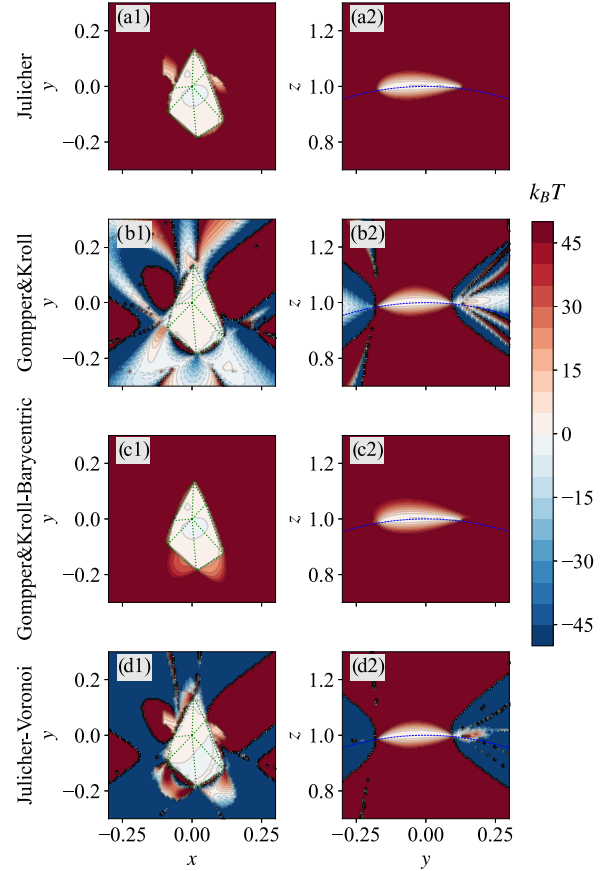 (a1)
(a2)
Julicher
y
0.2
0.0
−0.2
z
1.2
1.0
0.8
k_BT
(b1)
(b2)
Gompper&Kroll
y
0.2
0.0
−0.2
z
1.2
1.0
0.8
45
30
15
0
−15
−30
−45
(c1)
(c2)
Gompper&Kroll-Barycentric
y
0.2
0.0
−0.2
z
1.2
1.0
0.8
(d1)
(d2)
Julicher-Voronoi
y
0.2
0.0
−0.2
z
1.2
1.0
0.8
−0.25 0.00 0.25
−0.25 0.00 0.25
x
y